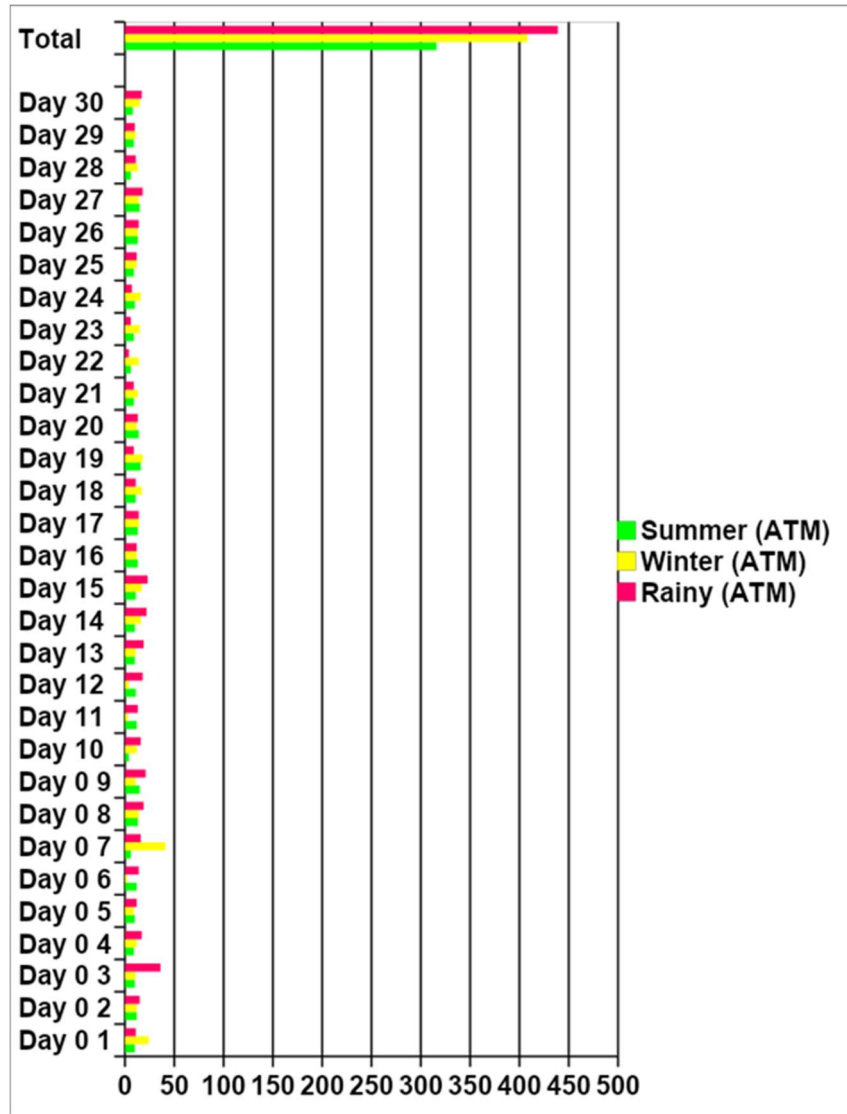 Total
Day 30
Day 29
Day 28
Day 27
Day 26
Day 25
Day 24
Day 23
Day 22
Day 21
Day 20
Day 19
Day 18
Day 17
Day 16
Day 15
Day 14
Day 13
Day 12
Day 11
Day 10
Day 0 9
Day 0 8
Day 0 7
Day 0 6
Day 0 5
Day 0 4
Day 0 3
Day 0 2
Day 0 1
0 50 100 150 200 250 300 350 400 450 500
Summer (ATM)
Winter (ATM)
Rainy (ATM)